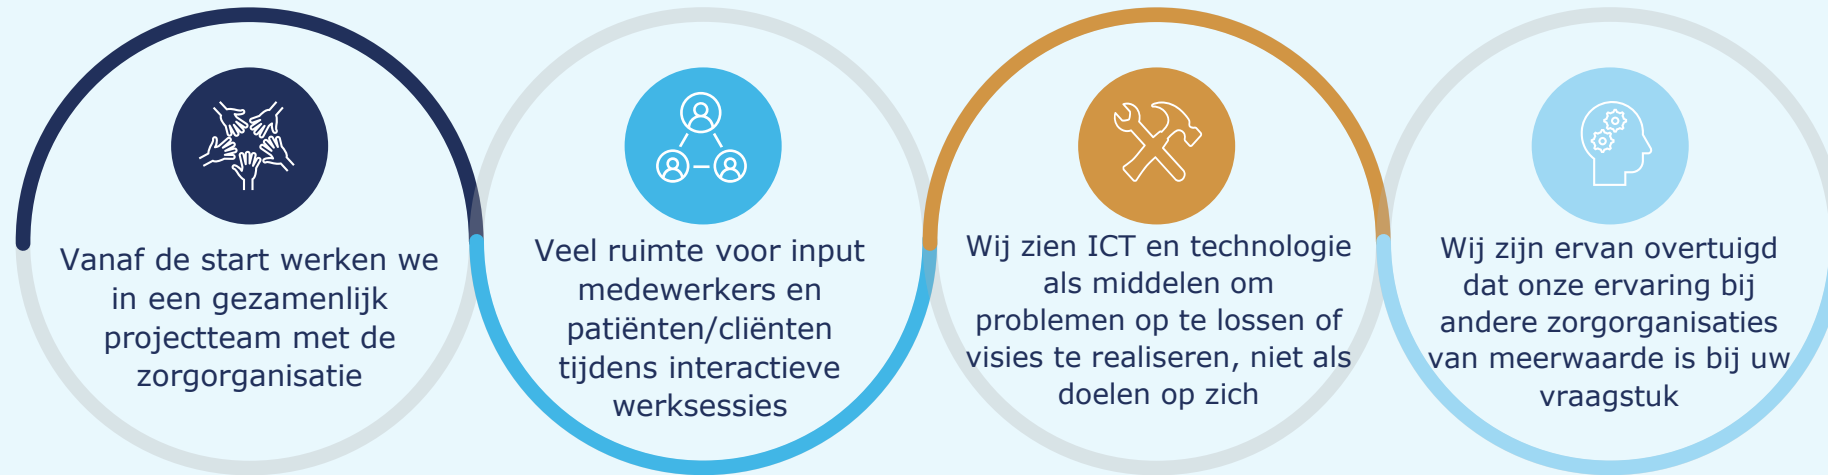 Vanaf de start werken we
in een gezamenlijk
projectteam met de
zorgorganisatie
Veel ruimte voor input
medewerkers en
patiënten/cliënten
tijdens interactieve
werksessies
Wij zien ICT en technologie
als middelen om
problemen op te lossen of
visies te realiseren, niet als
doelen op zich
Wij zijn ervan overtuigd
dat onze ervaring bij
andere zorgorganisaties
van meerwaarde is bij uw
vraagstuk